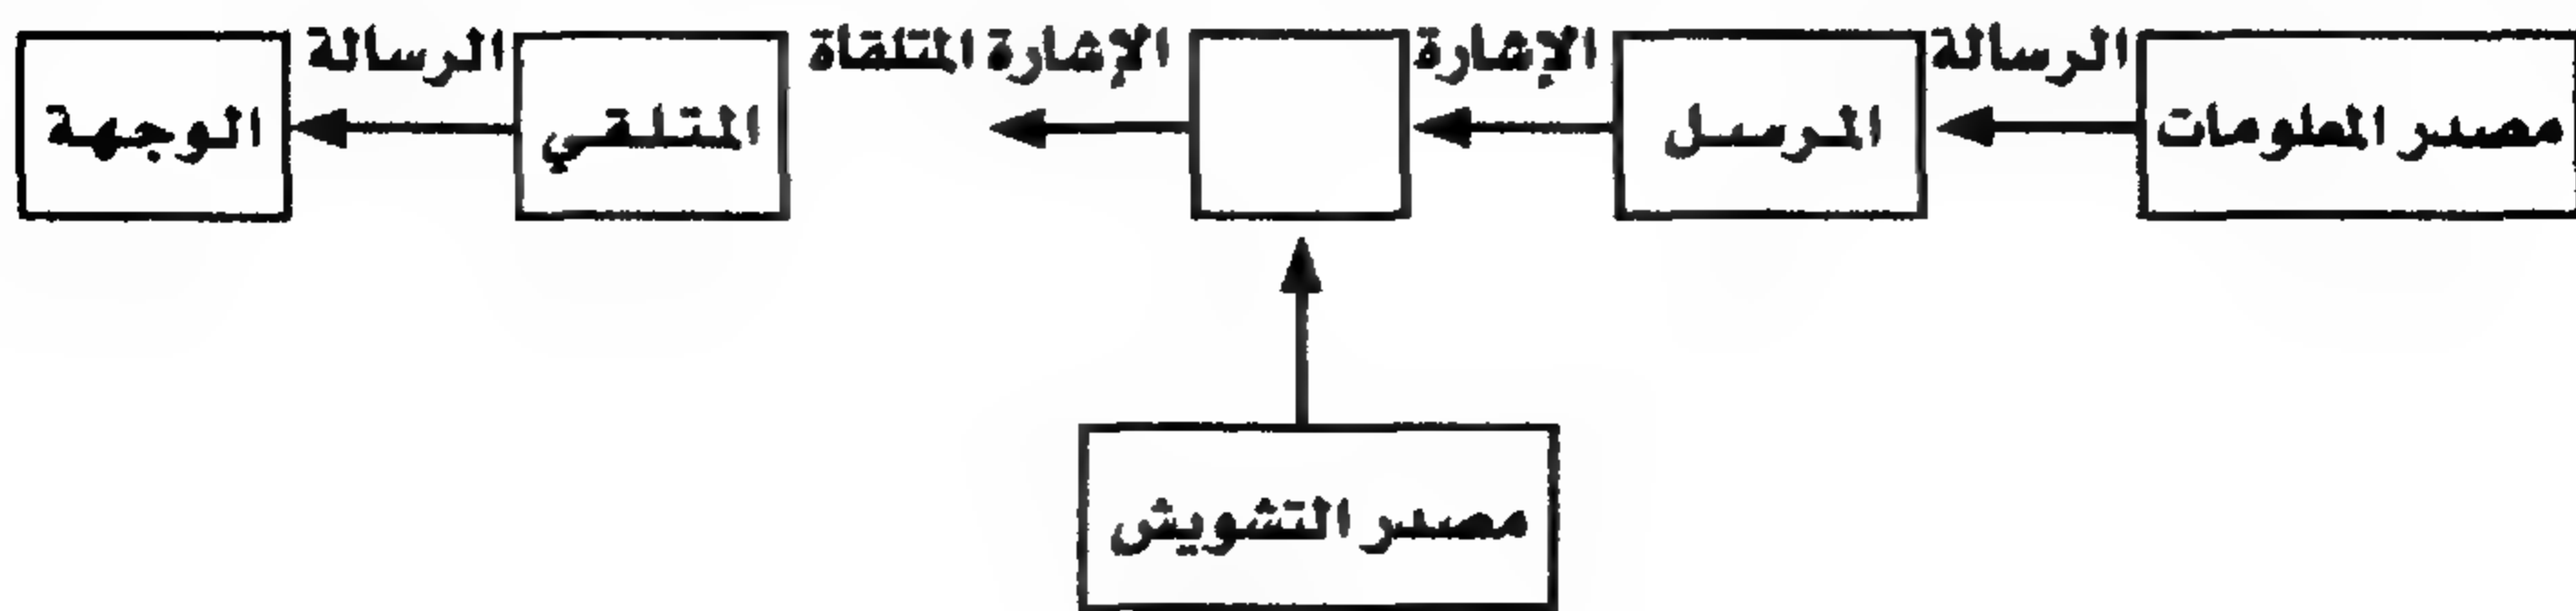 الرسالة
الإشارة
الإشارة المتلقاة
الرسالة
مصدر المعلومات
المرسل
المتلقي
الوجهة
مصدر التشويش